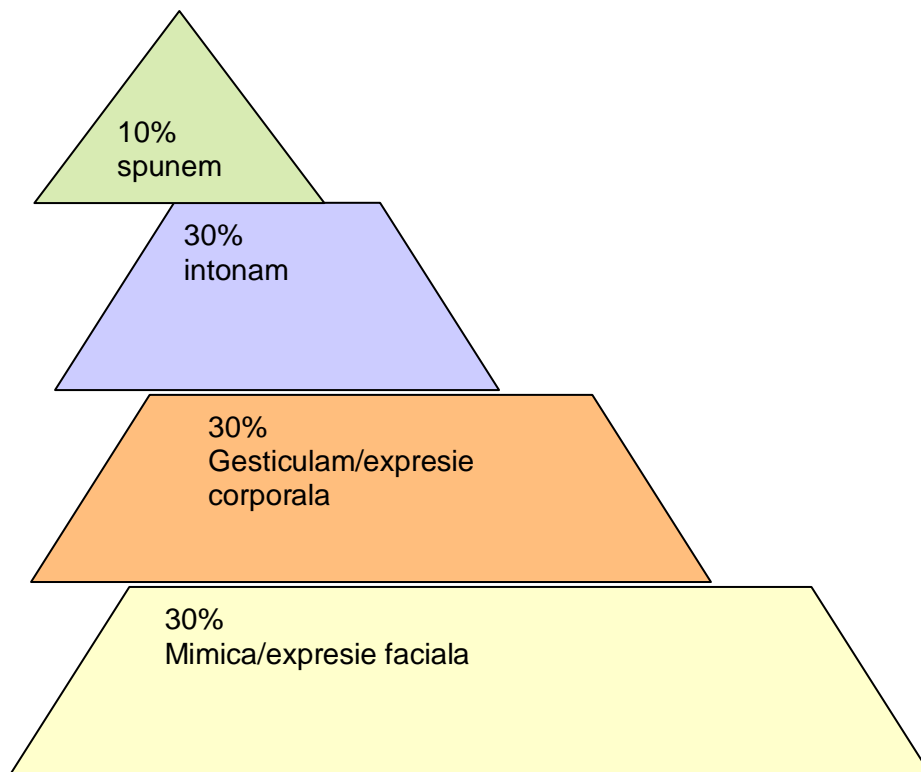 10%
spunem
30%
intonam
30%
Gesticulam/expresie
corporala
30%
Mimica/expresie faciala